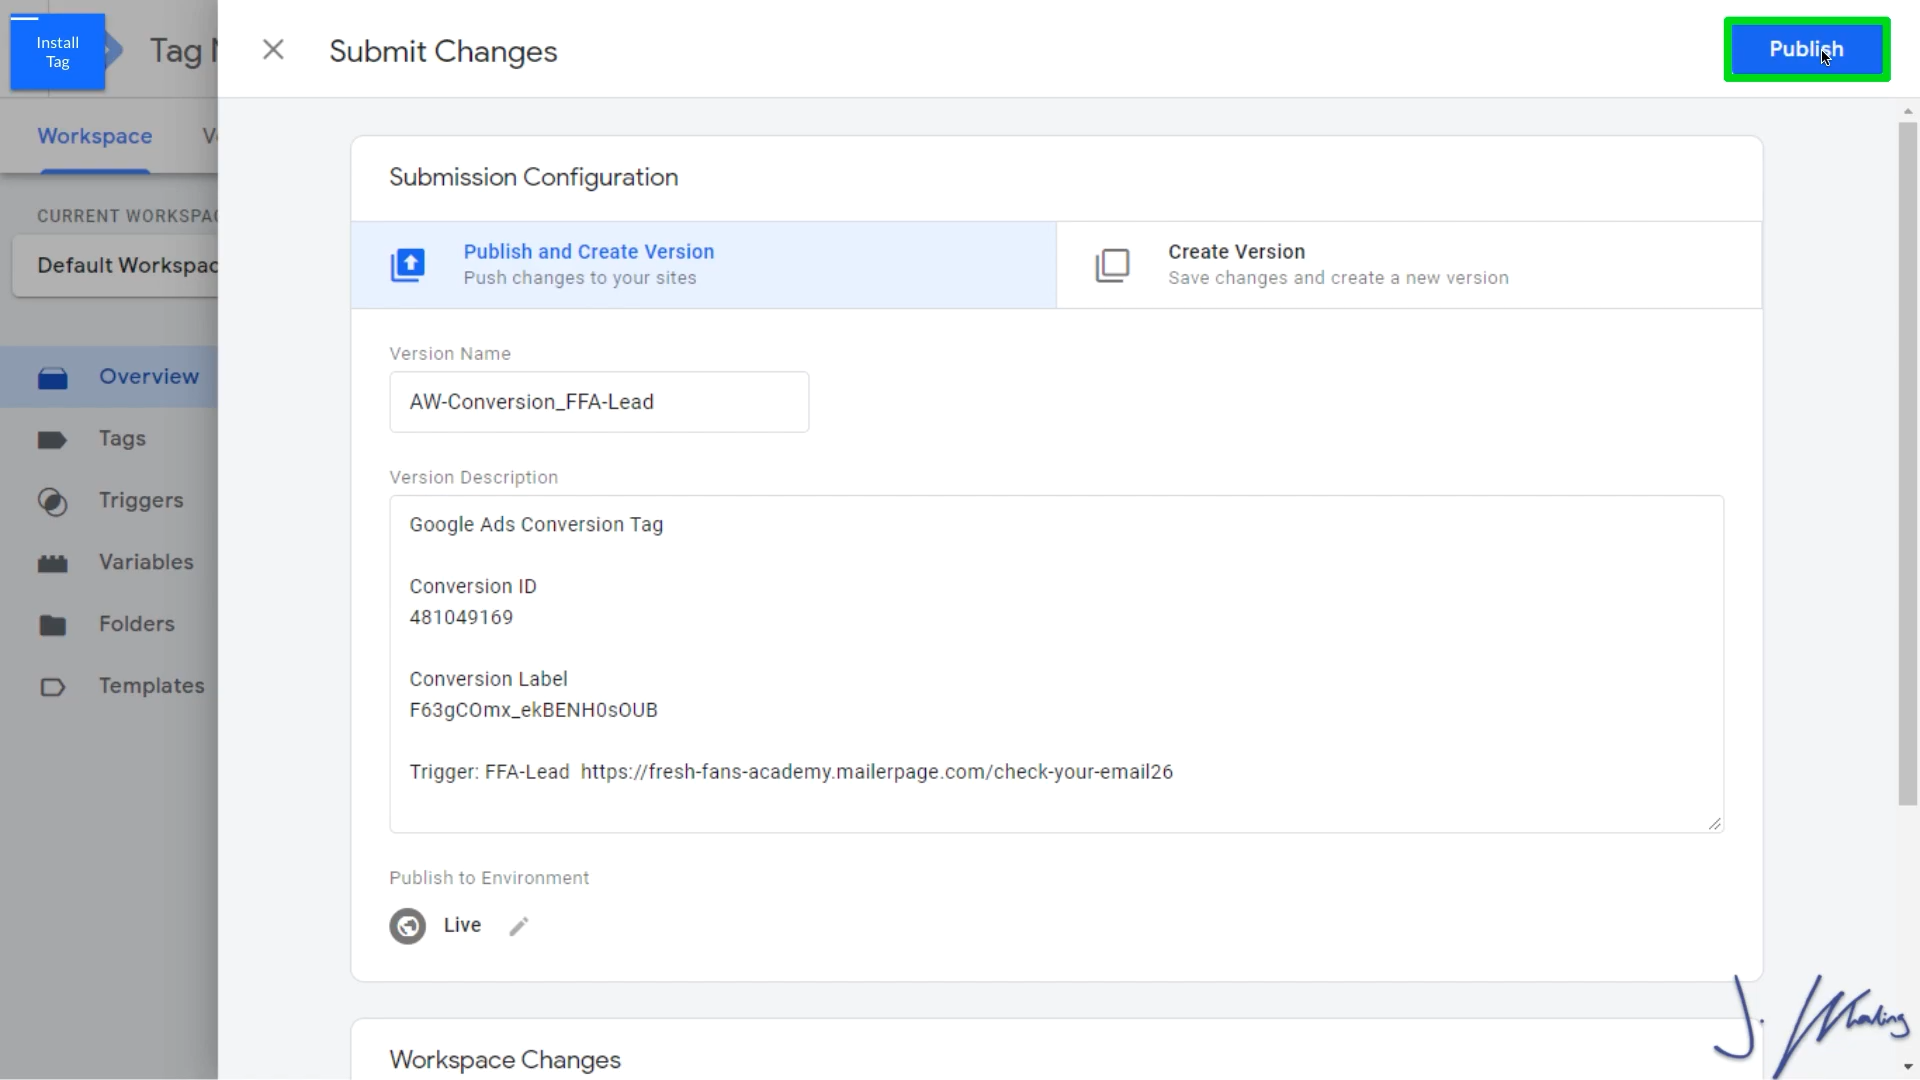 Install
Tag
Tag
Submit Changes
Publish
Workspace
CURRENT WORKSPAC
Default Workspac
Overview
Tags
Triggers
Variables
Folders
Templates
Submission Configuration
Publish and Create Version
Push changes to your sites
Create Version
Save changes and create a new version
Version Name
AW-Conversion_FFA-Lead
Version Description
Google Ads Conversion Tag
Conversion ID
481049169
Conversion Label
F63gCOmx_ekBENH0sOUB
Trigger: FFA-Lead  https://fresh-fans-academy.mailerpage.com/check-your-email26
Publish to Environment
Live
Workspace Changes